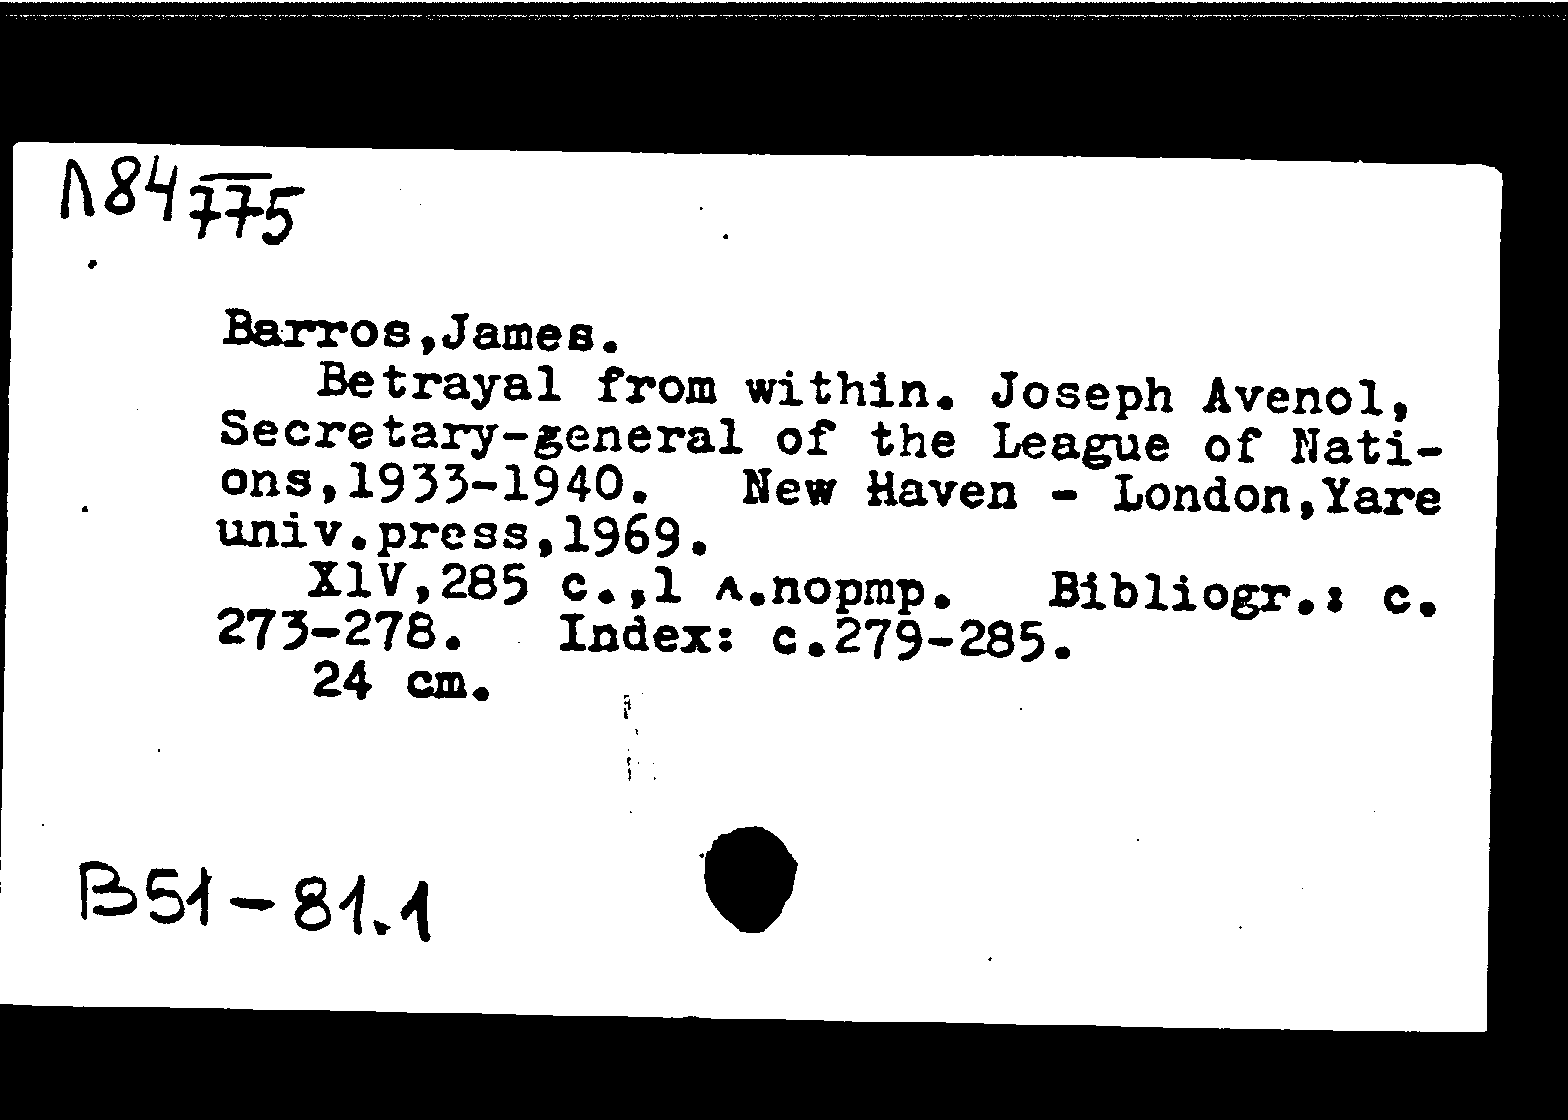 Л84775
Barros,James.
Betrayal from within. Joseph Avenol,
Secretary-general of the League of Nati-
ons,1933-1940. New Haven - London,Yare
univ.press,1969.
XlV,285 c.,1 л.портр. Bibliogr.: c.
273-278. Index: c.279-285.
24 cm.
B51-81.1